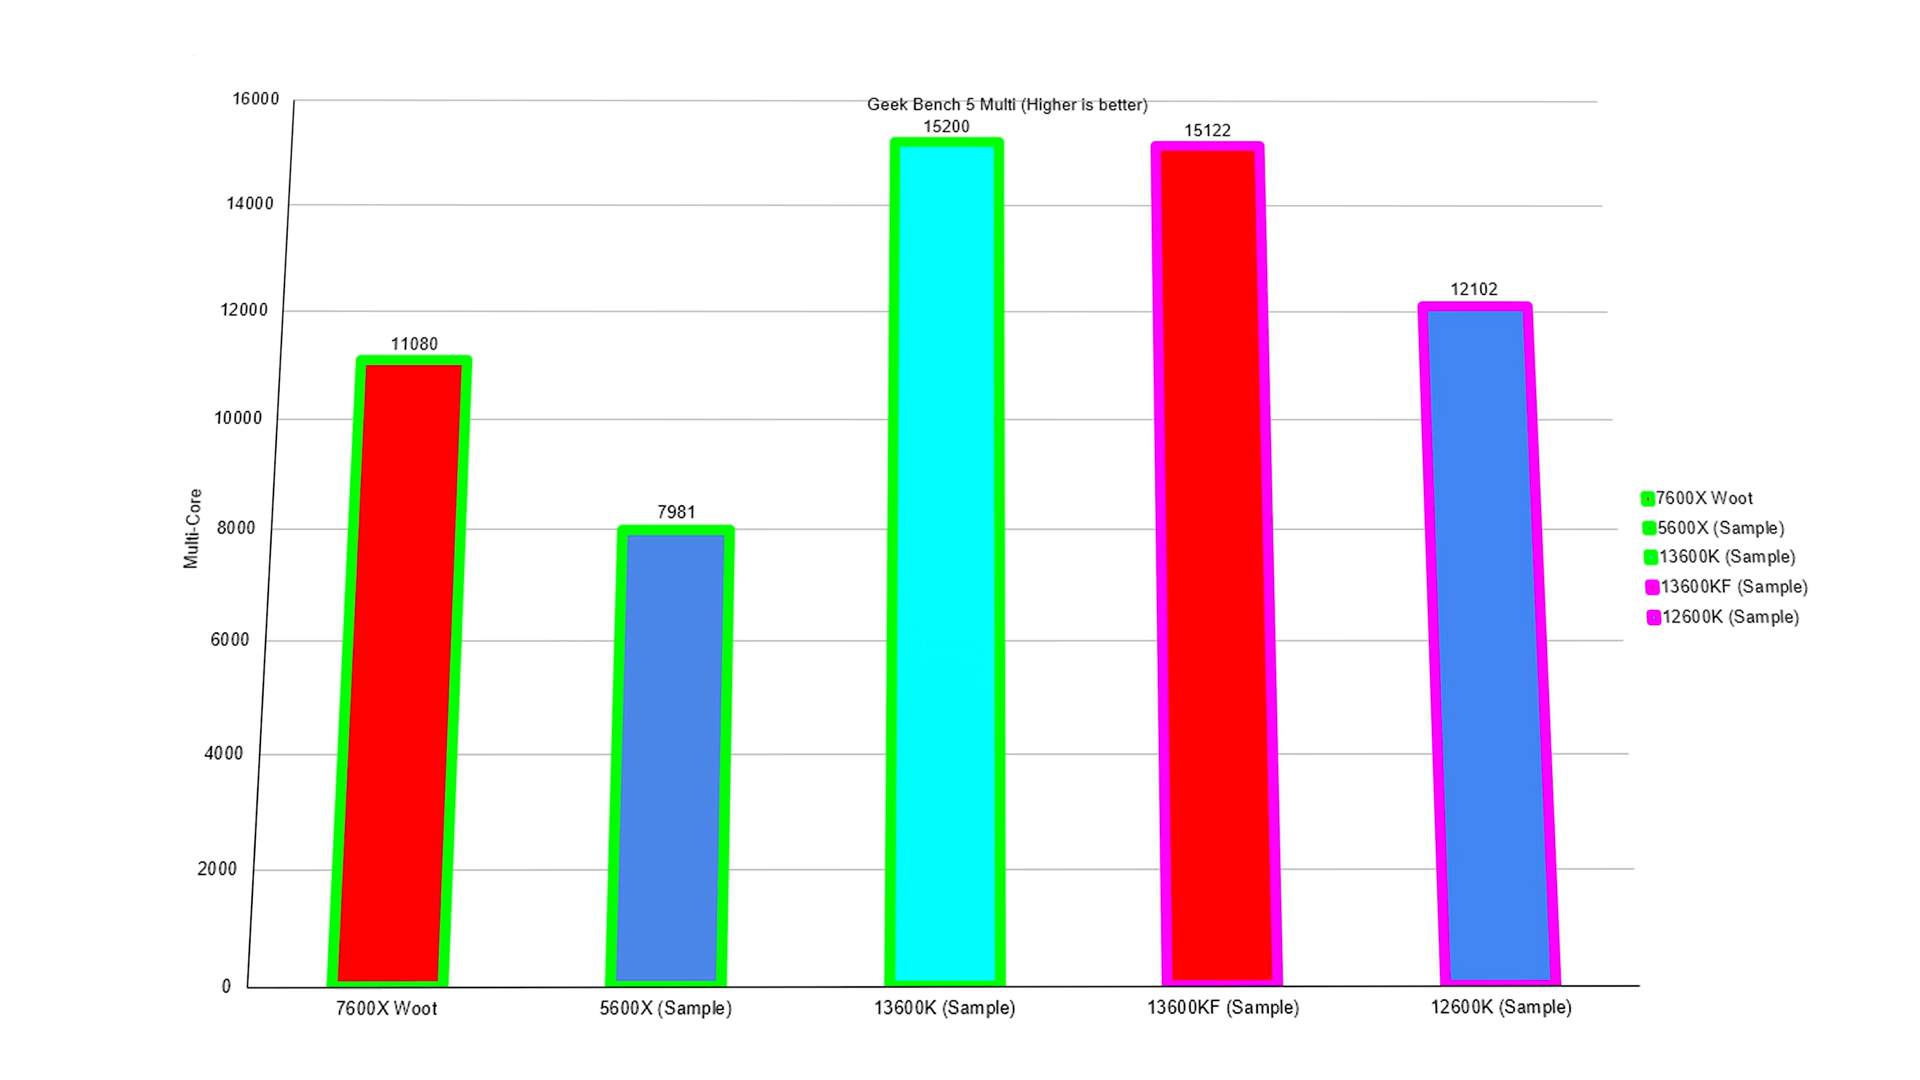 Geek Bench 5 Multi (Higher is better)
16000
14000
12000
10000
8000
6000
4000
2000
0
Multi-Core
11080
7981
15200
15122
12102
7600X Woot
5600X (Sample)
13600K (Sample)
13600KF (Sample)
12600K (Sample)
7600X Woot
5600X (Sample)
13600K (Sample)
13600KF (Sample)
12600K (Sample)